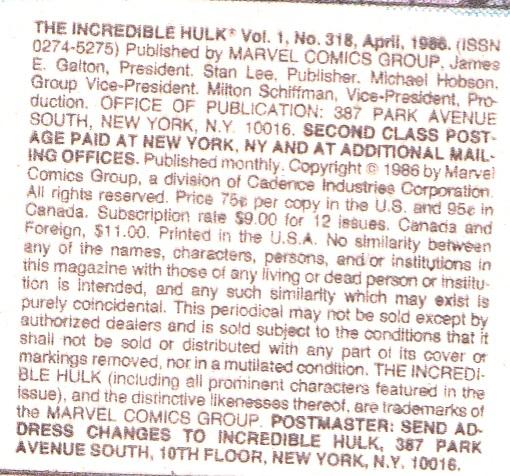 THE INCREDIBLE HULK® Vol. 1, No. 318, April, 1986. (ISSN
0274-5275) Published by MARVEL COMICS GROUP. James
E. Galton, President. Stan Lee, Publisher. Michael Hobson,
Group Vice-President. Milton Schiffman, Vice-President, Pro-
duction. OFFICE OF PUBLICATION: 387 PARK AVENUE
SOUTH, NEW YORK, N.Y. 10016. SECOND CLASS POST-
AGE PAID AT NEW YORK, NY AND AT ADDITIONAL MAIL-
ING OFFICES. Published monthly. Copyright © 1986 by Marvel
Comics Group, a division of Cadence Industries Corporation.
All rights reserved. Price 75¢ per copy in the U.S. and 95¢ in
Canada. Subscription rate $9.00 for 12 issues. Canada and
Foreign, $11.00. Printed in the U.S.A. No similarity between
any of the names, characters, persons, and/or institutions in
this magazine with those of any living or dead person or institu-
tion is intended, and any such similarity which may exist is
purely coincidental. This periodical may not be sold except by
authorized dealers and is sold subject to the conditions that it
shall not be sold or distributed with any part of its cover or
markings removed, nor in a mutilated condition. THE INCREDI-
BLE HULK (including all prominent characters featured in the
issue), and the distinctive likenesses thereof, are trademarks of
the MARVEL COMICS GROUP. POSTMASTER: SEND AD-
DRESS CHANGES TO INCREDIBLE HULK, 387 PARK
AVENUE SOUTH, 10TH FLOOR, NEW YORK, N.Y. 10016.